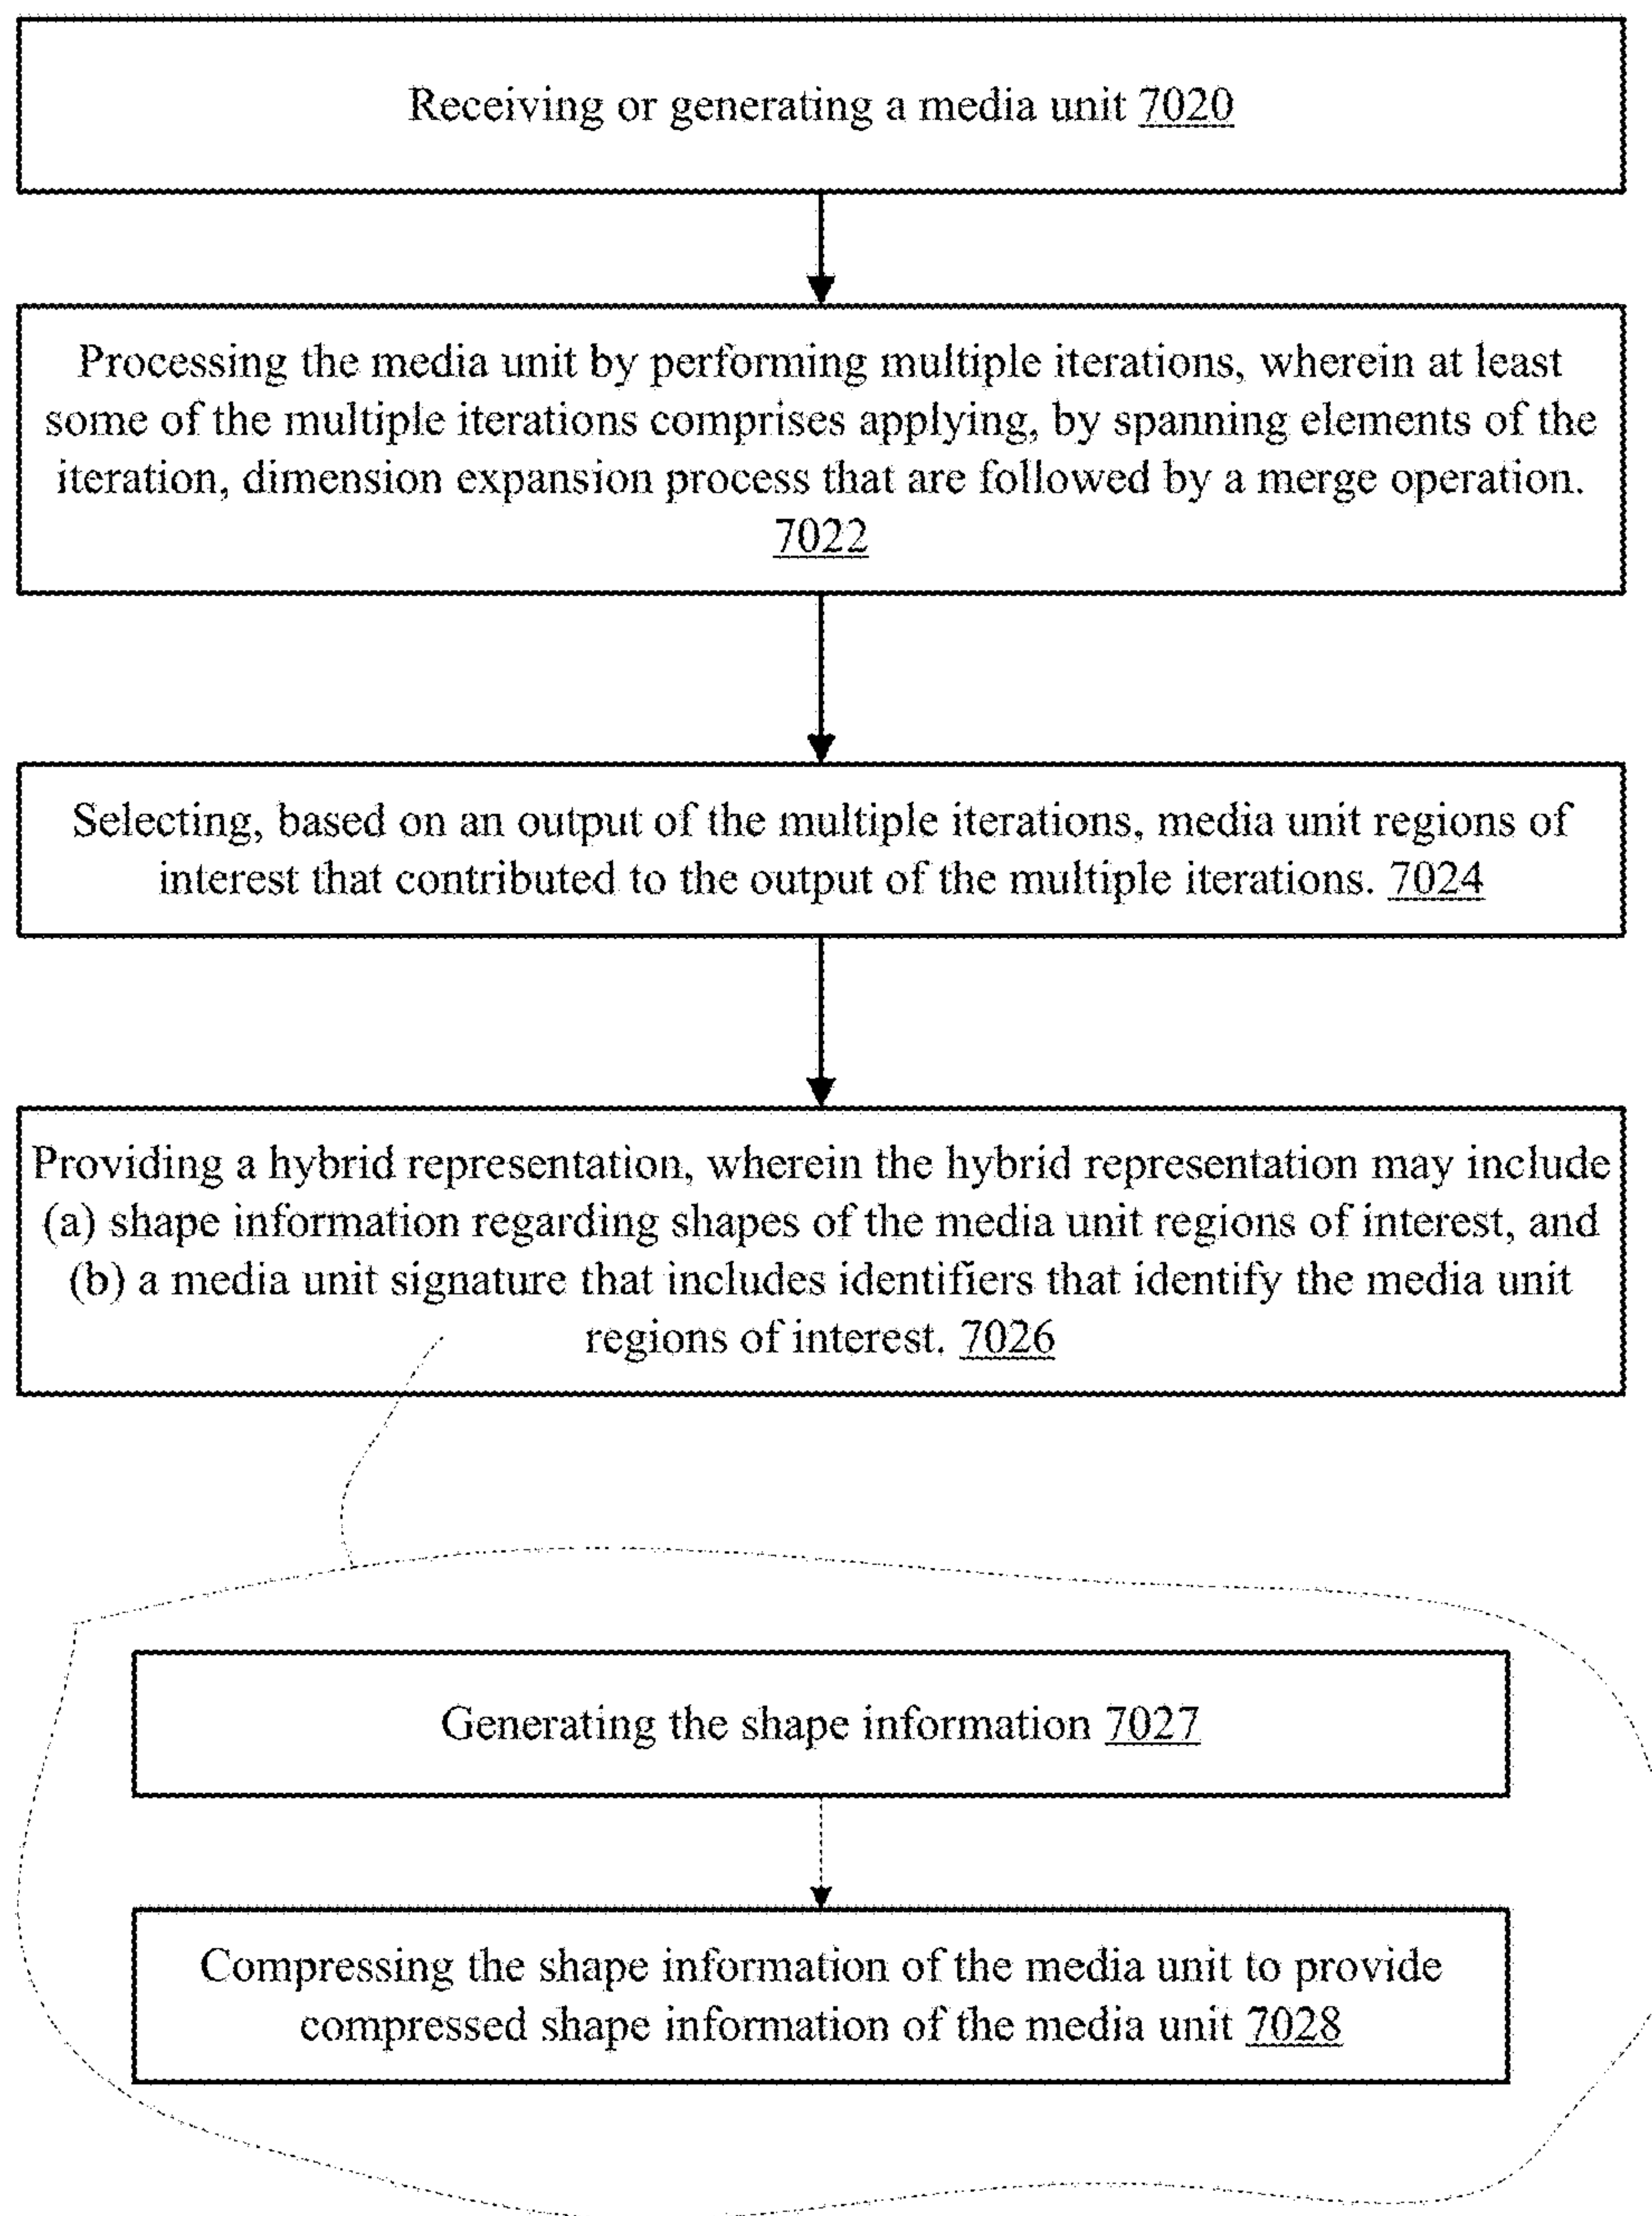 Receiving or generating a media unit 7020
Processing the media unit by performing multiple iterations, wherein at least
some of the multiple iterations comprises applying, by spanning elements of the
iteration, dimension expansion process that are followed by a merge operation.
7022
Selecting, based on an output of the multiple iterations, media unit regions of
interest that contributed to the output of the multiple iterations. 7024
Providing a hybrid representation, wherein the hybrid representation may include
(a) shape information regarding shapes of the media unit regions of interest, and
(b) a media unit signature that includes identifiers that identify the media unit
regions of interest. 7026
Generating the shape information 7027
Compressing the shape information of the media unit to provide
compressed shape information of the media unit 7028